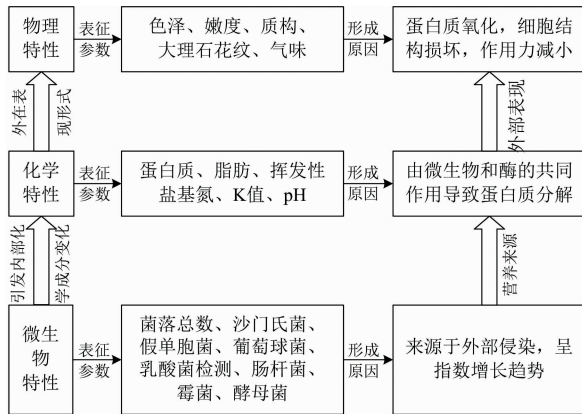 物理
特性
表征
参数
色泽、嫩度、质构、
大理石花纹、气味
形成
原因
蛋白质氧化，细胞结
构损坏，作用力减小
外在表
现形式
外部表现
化学
特性
表征
参数
蛋白质、脂肪、挥发性
盐基氮、K值、pH
形成
原因
由微生物和酶的共同
作用导致蛋白质分解
引发内部化
学成分变化
营养来源
微生
物
特性
表征
参数
菌落总数、沙门氏菌、
假单胞菌、葡萄球菌、
乳酸菌检测、肠杆菌、
霉菌、酵母菌
形成
原因
来源于外部侵染，呈
指数增长趋势